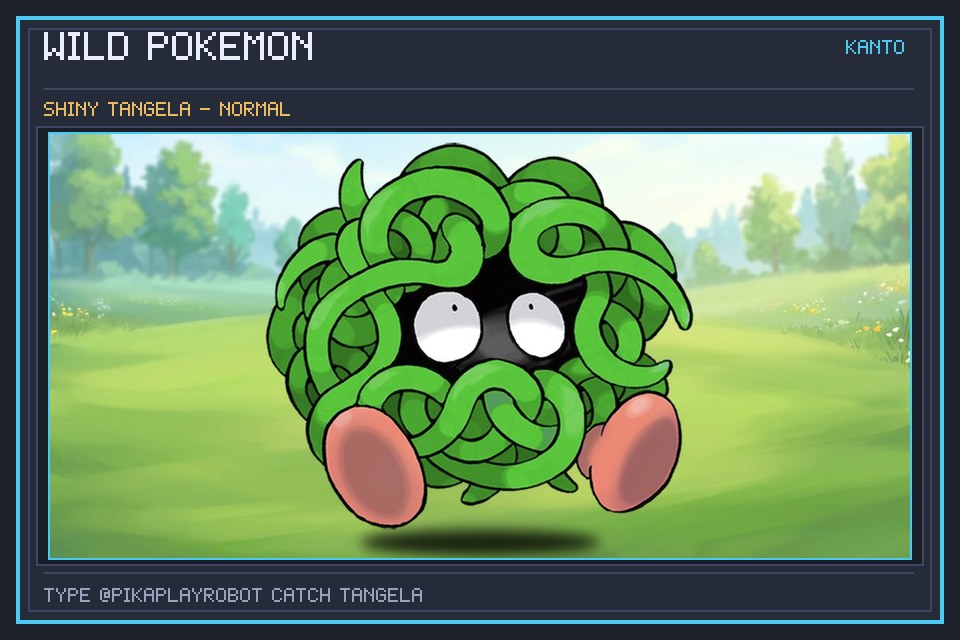 WILD POKEMON
KANTO
SHINY TANGELA - NORMAL
TYPE @PIKAPLAYROBOT CATCH TANGELA